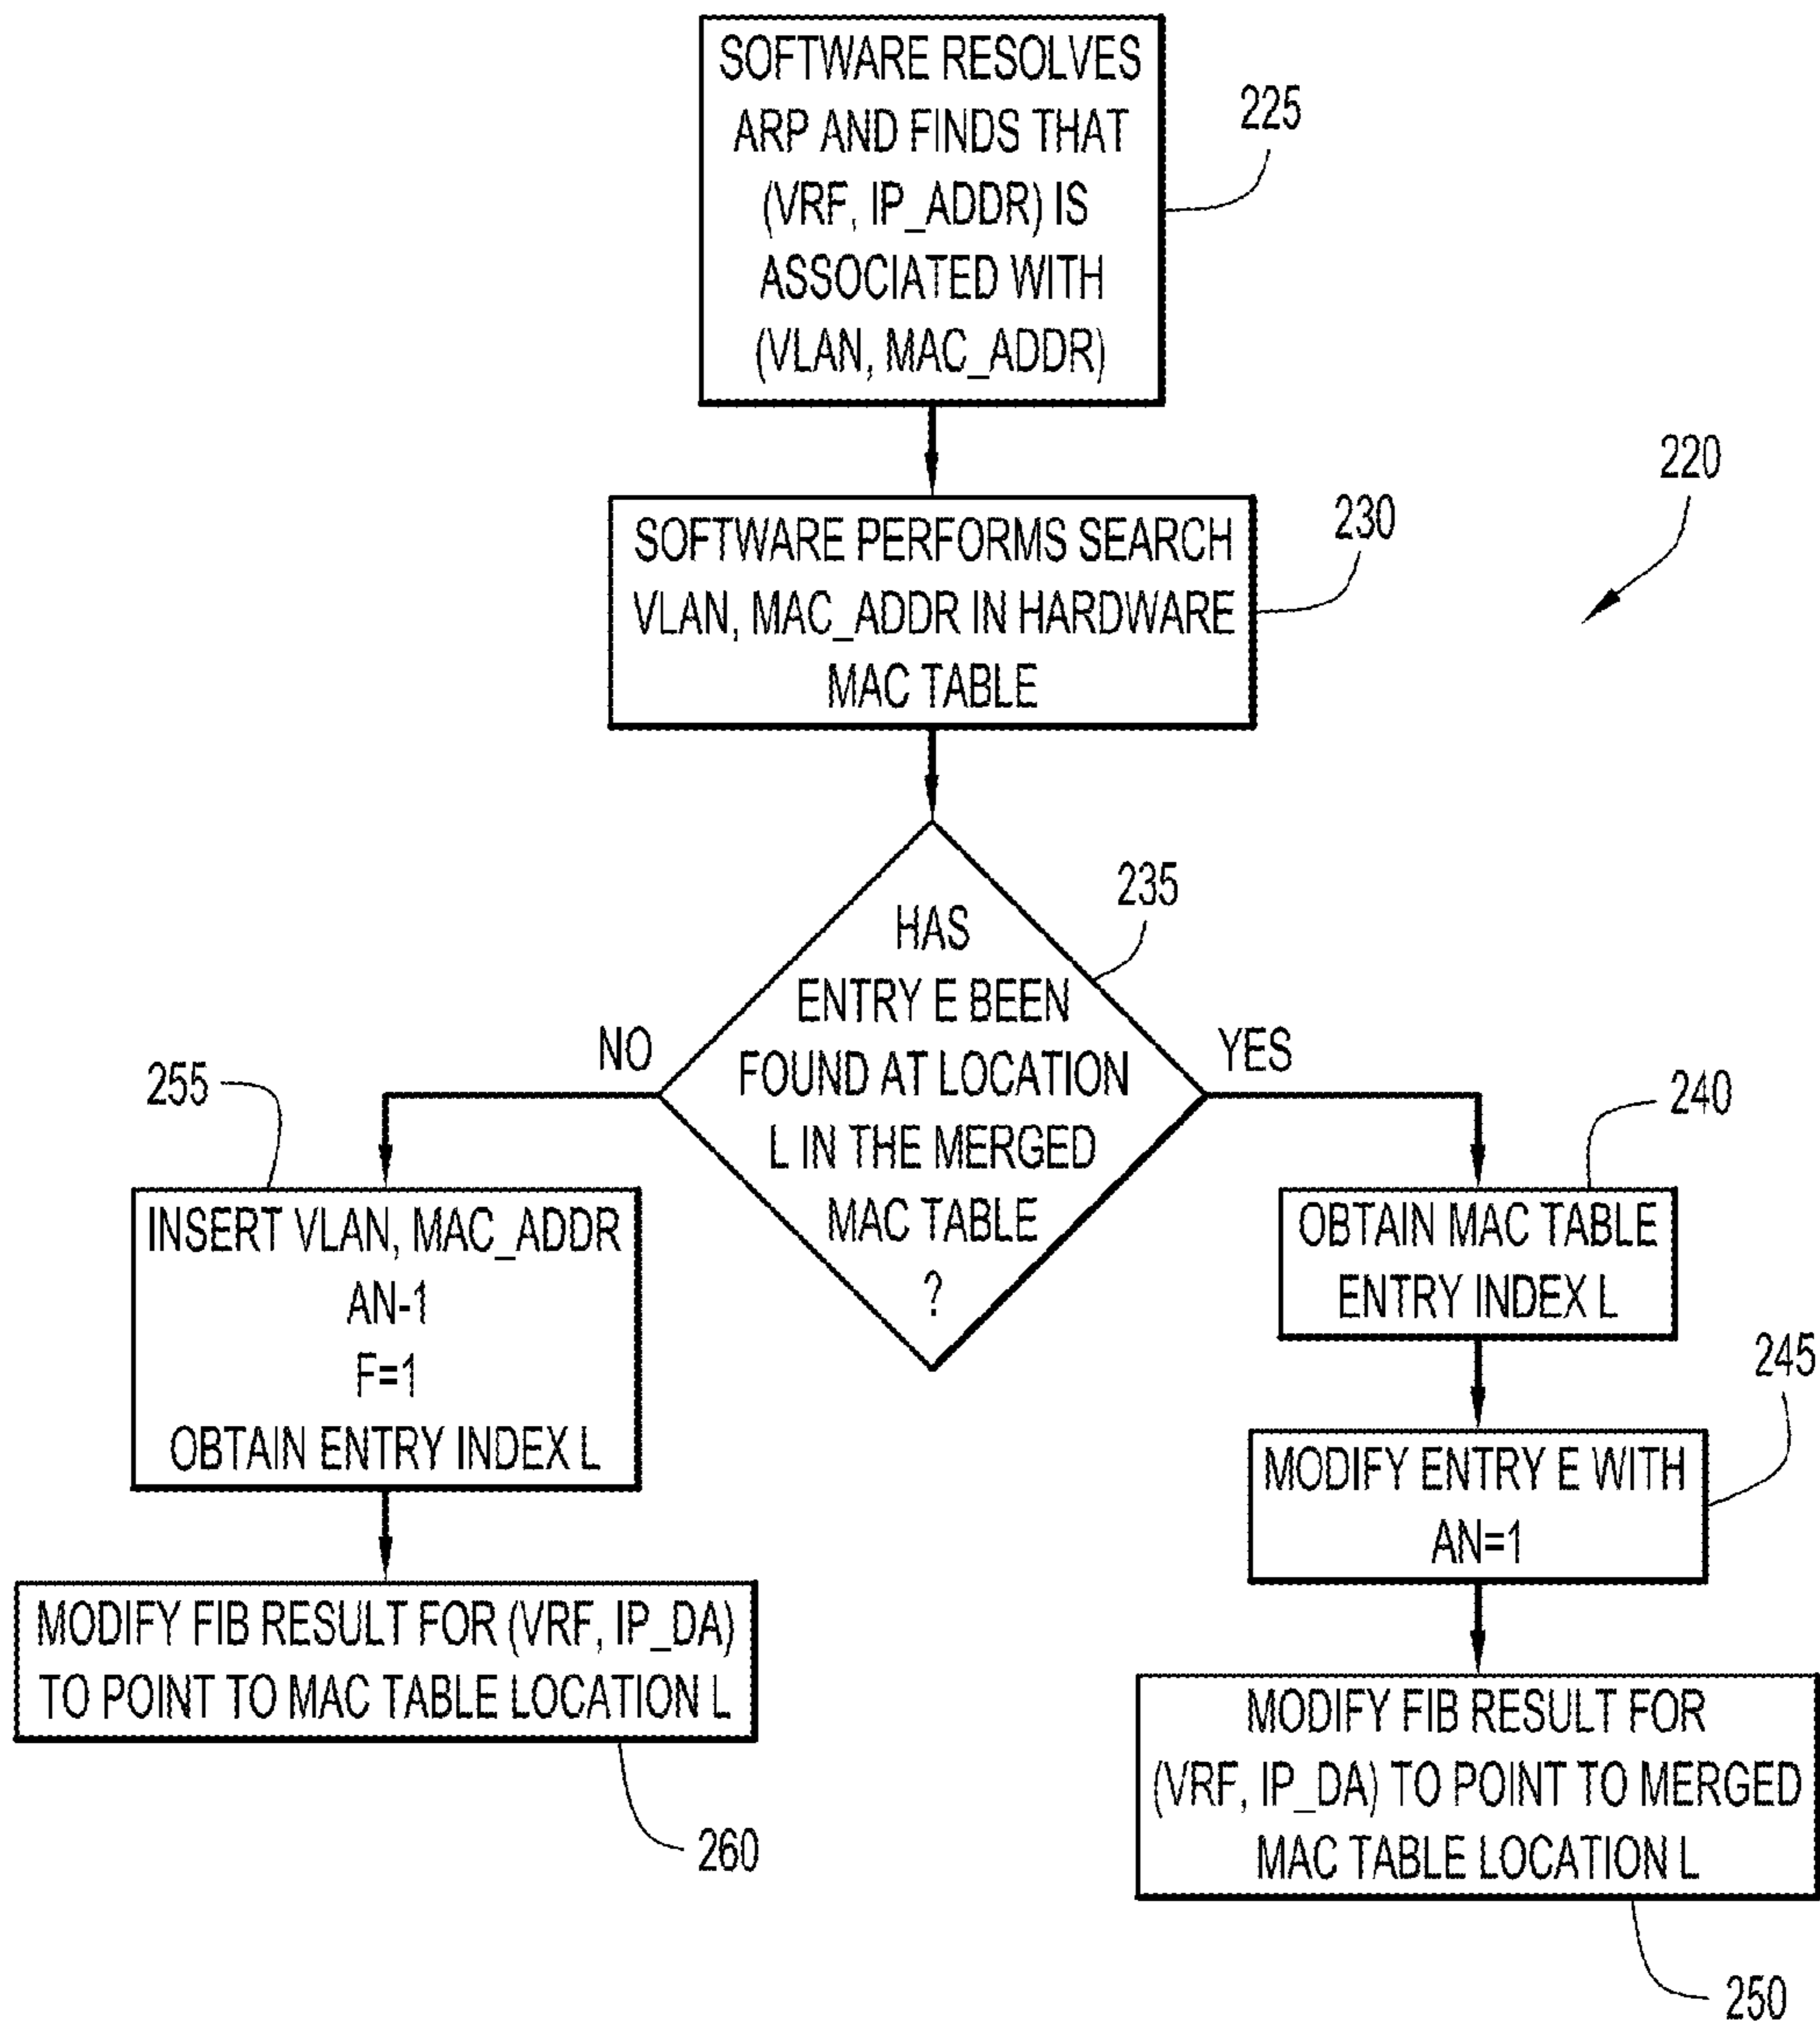 SOFTWARE RESOLVES
ARP AND FINDS THAT
(VRF, IP_ADDR) IS
ASSOCIATED WITH
(VLAN, MAC_ADDR)
225
220
SOFTWARE PERFORMS SEARCH
VLAN, MAC_ADDR IN HARDWARE
MAC TABLE
230
HAS
ENTRY E BEEN
FOUND AT LOCATION
L IN THE MERGED
MAC TABLE
?
235
NO
YES
255
INSERT VLAN, MAC_ADDR
AN-1
F=1
OBTAIN ENTRY INDEX L
240
OBTAIN MAC TABLE
ENTRY INDEX L
245
MODIFY ENTRY E WITH
AN=1
MODIFY FIB RESULT FOR (VRF, IP_DA)
TO POINT TO MAC TABLE LOCATION L
260
MODIFY FIB RESULT FOR
(VRF, IP_DA) TO POINT TO MERGED
MAC TABLE LOCATION L
250